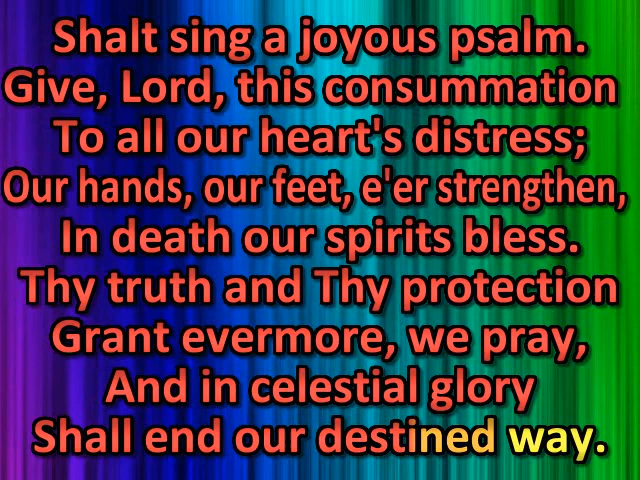 Shalt sing a joyous psalm.
Give, Lord, this consummation
To all our heart's distress;
Our hands, our feet, e'er strengthen,
In death our spirits bless.
Thy truth and Thy protection
Grant evermore, we pray,
And in celestial glory
Shall end our destined way.